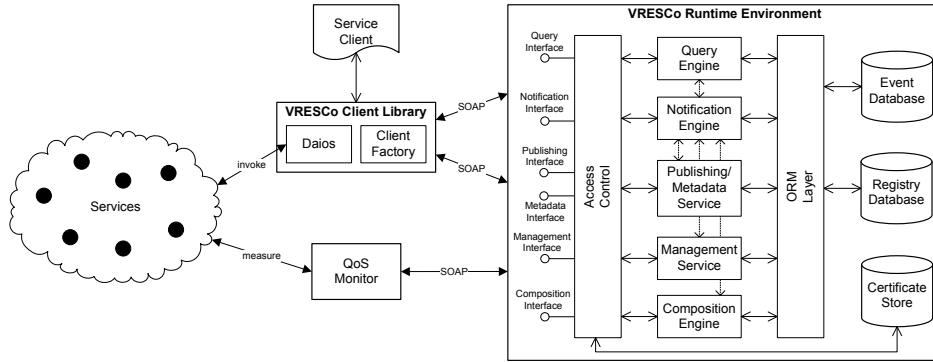 VRESCo Runtime Environment
Service
Client
VRESCo Client Library
Daios
Client
Factory
SOAP
SOAP
invoke
Services
measure
QoS
Monitor
SOAP
Query
Interface
Notification
Interface
Publishing
Interface
Metadata
Interface
Management
Interface
Composition
Interface
Access
Control
Query
Engine
Notification
Engine
Publishing/
Metadata
Service
Management
Service
Composition
Engine
ORM
Layer
Event
Database
Registry
Database
Certificate
Store